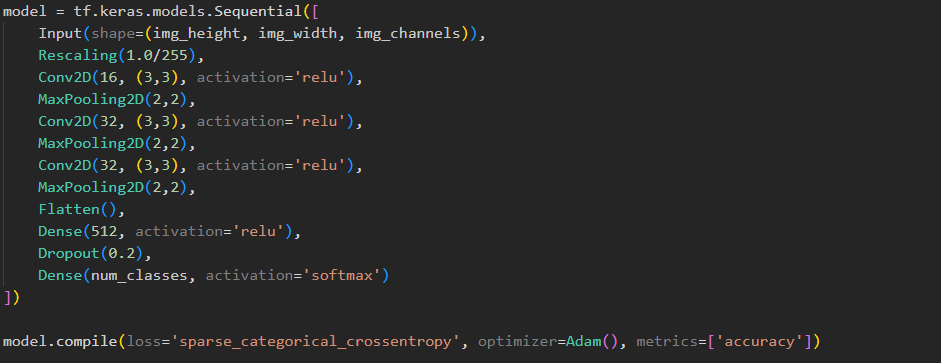 model = tf.keras.models.Sequential([
    Input(shape=(img_height, img_width, img_channels)),
    Rescaling(1.0/255),
    Conv2D(16, (3,3), activation='relu'),
    MaxPooling2D(2,2),
    Conv2D(32, (3,3), activation='relu'),
    MaxPooling2D(2,2),
    Conv2D(32, (3,3), activation='relu'),
    MaxPooling2D(2,2),
    Flatten(),
    Dense(512, activation='relu'),
    Dropout(0.2),
    Dense(num_classes, activation='softmax')
])

model.compile(loss='sparse_categorical_crossentropy', optimizer=Adam(), metrics=['accuracy'])